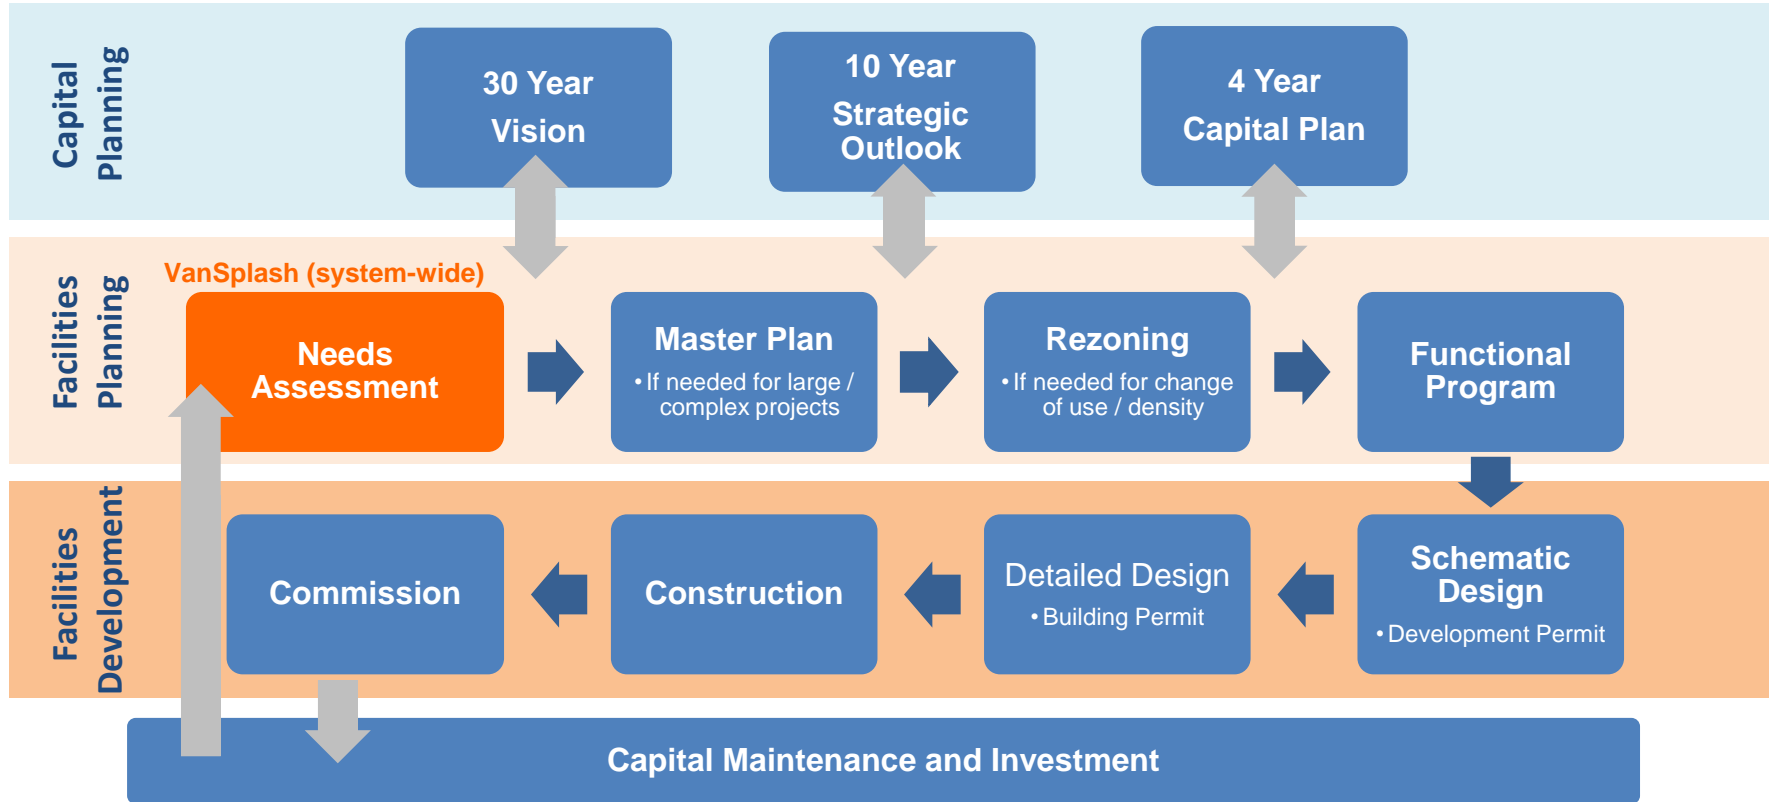 Capital
Planning
30 Year
Vision
10 Year
Strategic
Outlook
4 Year
Capital Plan
Facilities
Planning
VanSplash (system-wide)
Needs
Assessment
Master Plan
• If needed for large /
complex projects
Rezoning
• If needed for change
of use / density
Functional
Program
Facilities
Development
Commission
Construction
Detailed Design
• Building Permit
Schematic
Design
• Development Permit
Capital Maintenance and Investment